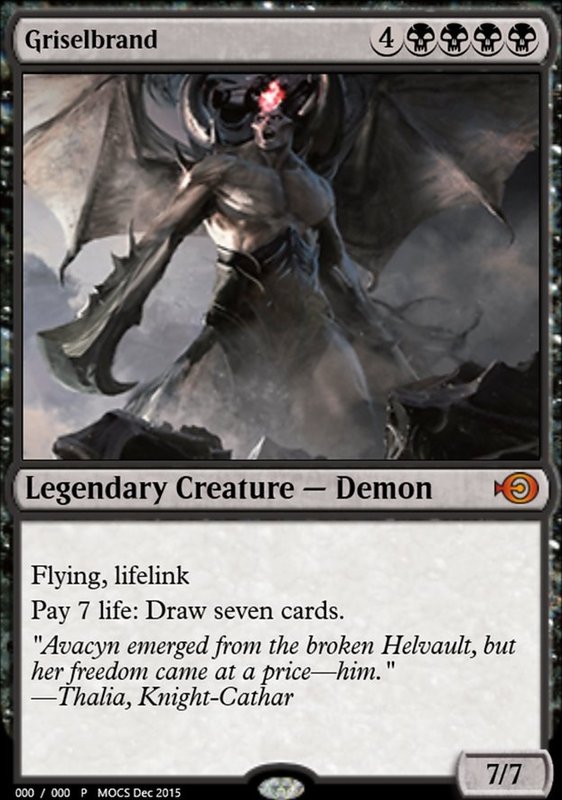 Griselbrand 4
Legendary Creature — Demon
Flying, lifelink
Pay 7 life: Draw seven cards.
"Avacyn emerged from the broken Helvault, but
her freedom came at a price—him."
—Thalia, Knight-Cathar
7/7
000 / 000 P MOCS Dec 2015